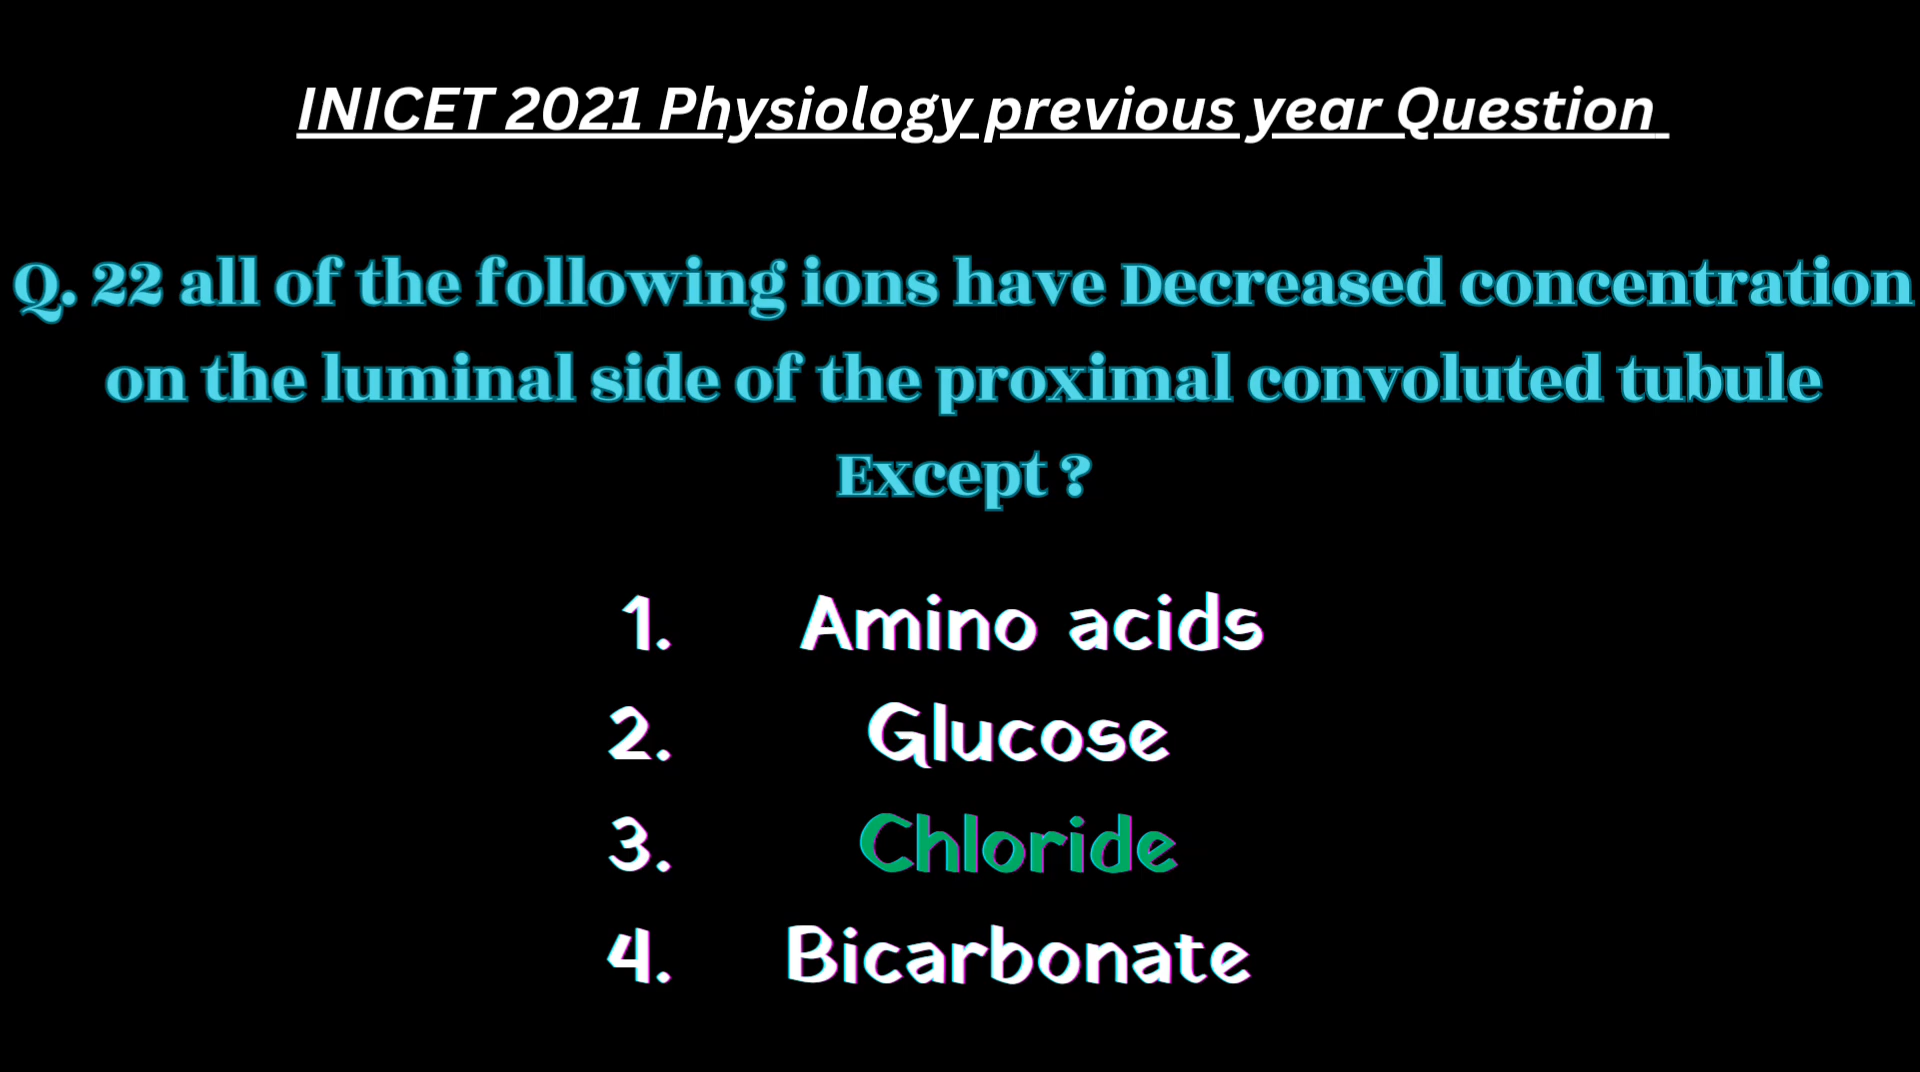 INICET 2021 Physiology previous year Question
Q. 22 all of the following ions have Decreased concentration
on the luminal side of the proximal convoluted tubule
Except ?
1. Amino acids
2. Glucose
3. Chloride
4. Bicarbonate